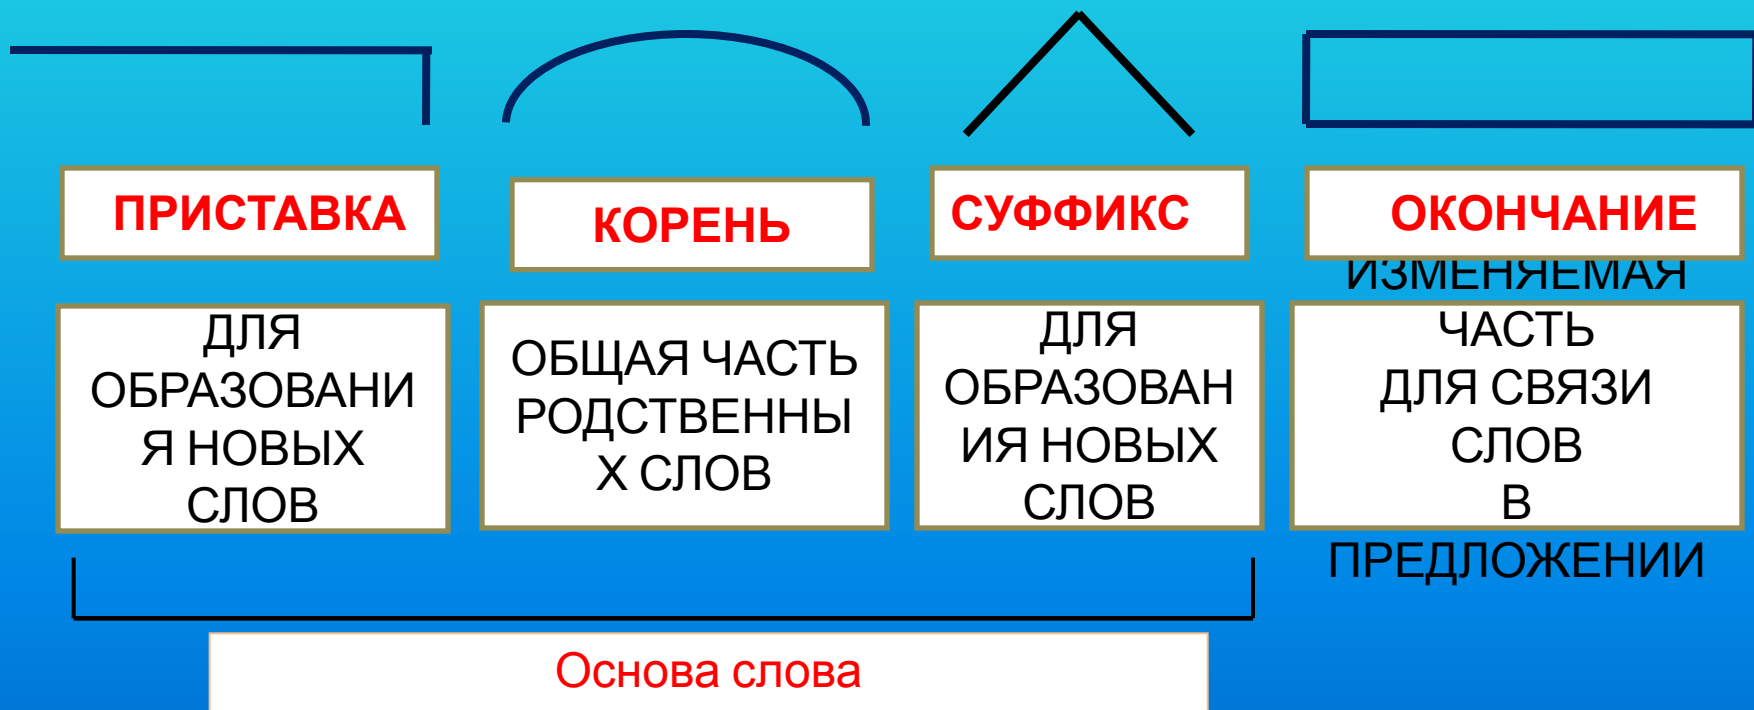 ПРИСТАВКА
КОРЕНЬ
СУФФИКС
ОКОНЧАНИЕ
ДЛЯ
ОБРАЗОВАНИ
Я НОВЫХ
СЛОВ
ОБЩАЯ ЧАСТЬ
РОДСТВЕННЫ
Х СЛОВ
ДЛЯ
ОБРАЗОВАН
ИЯ НОВЫХ
СЛОВ
ИЗМЕНЯЕМАЯ
ЧАСТЬ
ДЛЯ СВЯЗИ
СЛОВ
В
ПРЕДЛОЖЕНИИ
Основа слова